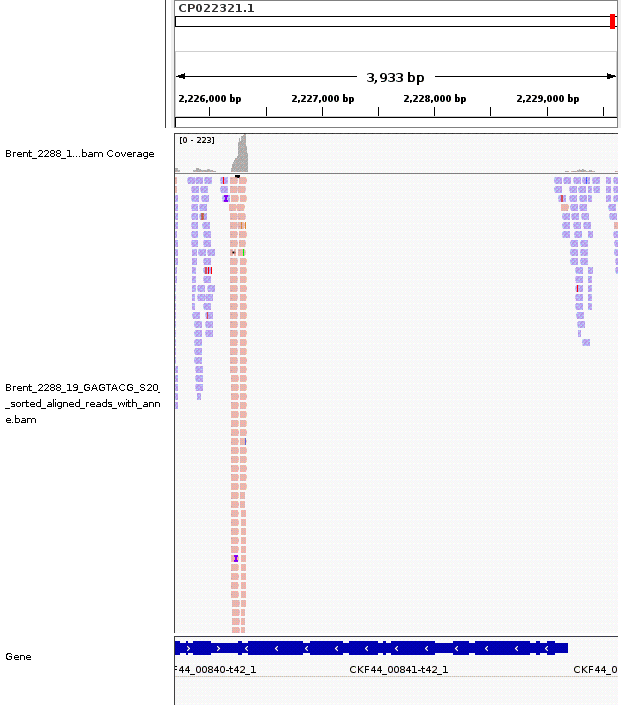 CP022321.1
3,933 bp
2,226,000 bp 2,227,000 bp 2,228,000 bp 2,229,000 bp
[0 - 223]
Brent_2288_1...bam Coverage
Brent_2288_19_GAGTACG_S20_
_sorted_aligned_reads_with_ann
e.bam
Gene
F44_00840-t42_1 CKF44_00841-t42_1 CKF44_0